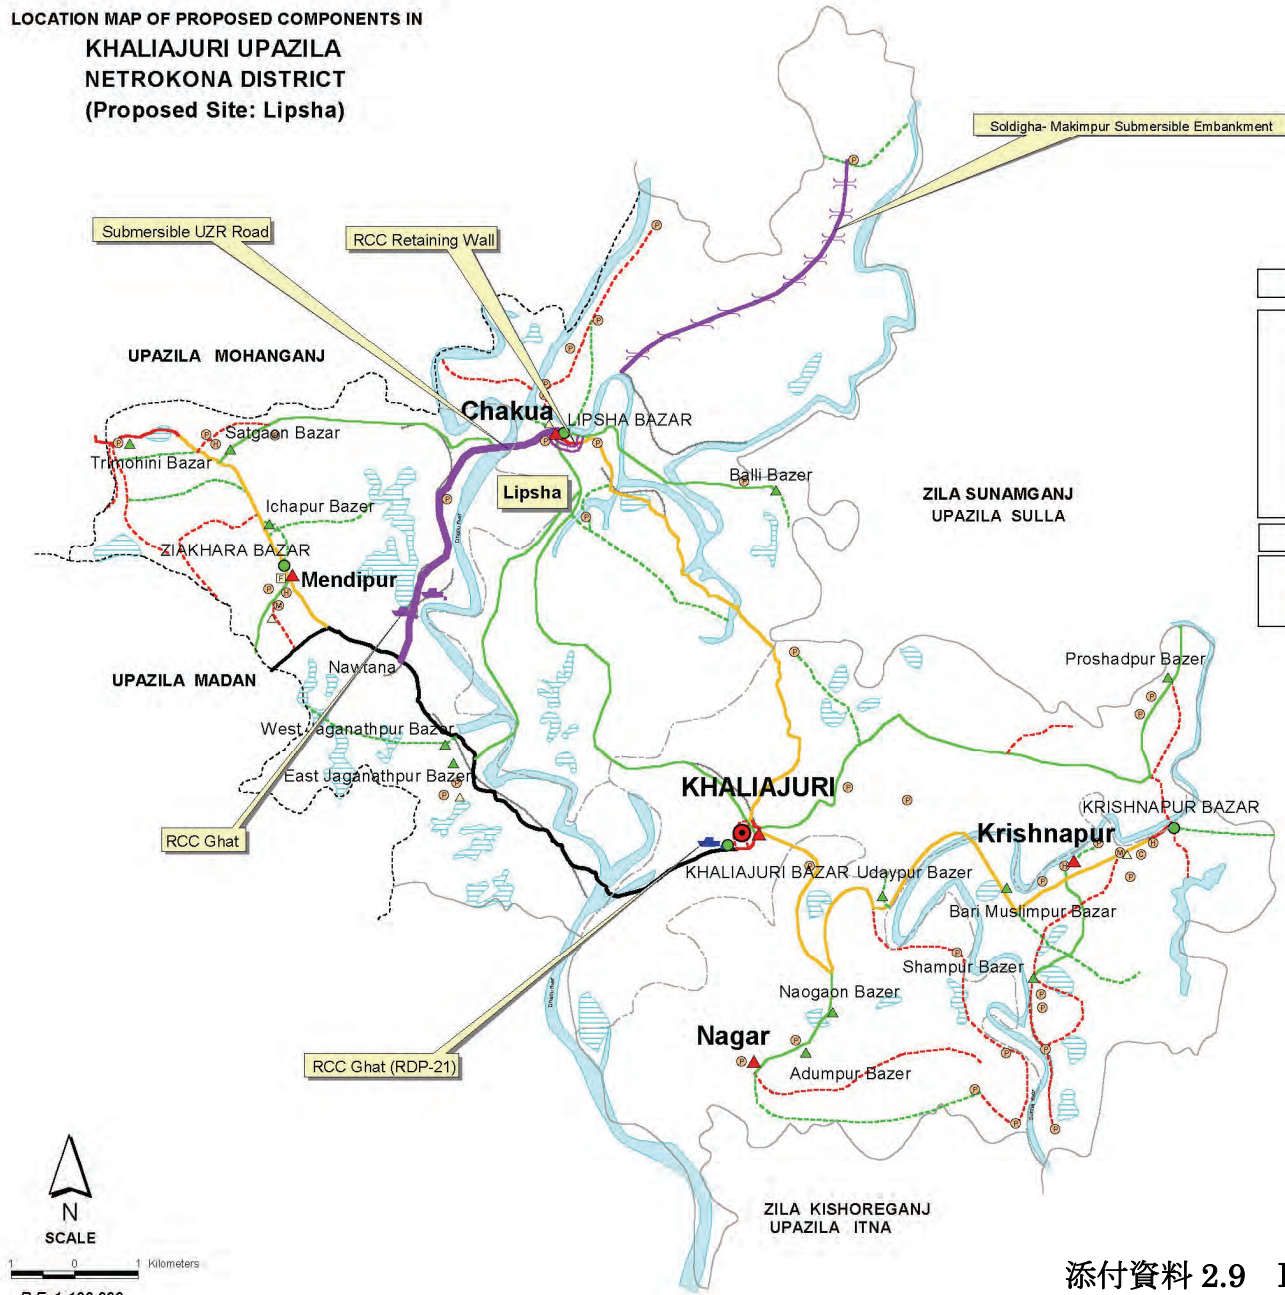 LOCATION MAP OF PROPOSED COMPONENTS IN
KHALIAJURI UPAZILA
NETROKONA DISTRICT
(Proposed Site: Lipsha)
Soldigha- Makimpur Submersible Embankment
Submersible UZR Road
RCC Retaining Wall
UPAZILA MOHANGANJ
Chakua
LIPSHA BAZAR
Satgaon Bazar
Trimohini Bazar
Balli Bazer
Lipsha
ZILA SUNAMGANJ
UPAZILA SULLA
Ichapur Bazer
ZIAKHARA BAZAR
Mendipur
Nawtana
UPAZILA MADAN
Proshadpur Bazer
West Jaganathpur Bazer
East Jaganathpur Bazer
KHALIAJURI
KRISHNAPUR BAZAR
Krishnapur
RCC Ghat
KHALIAJURI BAZAR
Udaypur Bazer
Bari Muslimpur Bazar
Shampur Bazer
Naogaon Bazer
Nagar
Adumpur Bazer
RCC Ghat (RDP-21)
N
SCALE
1 0 1 Kilometers
ZILA KISHOREGANJ
UPAZILA ITNA
添付資料 2.9